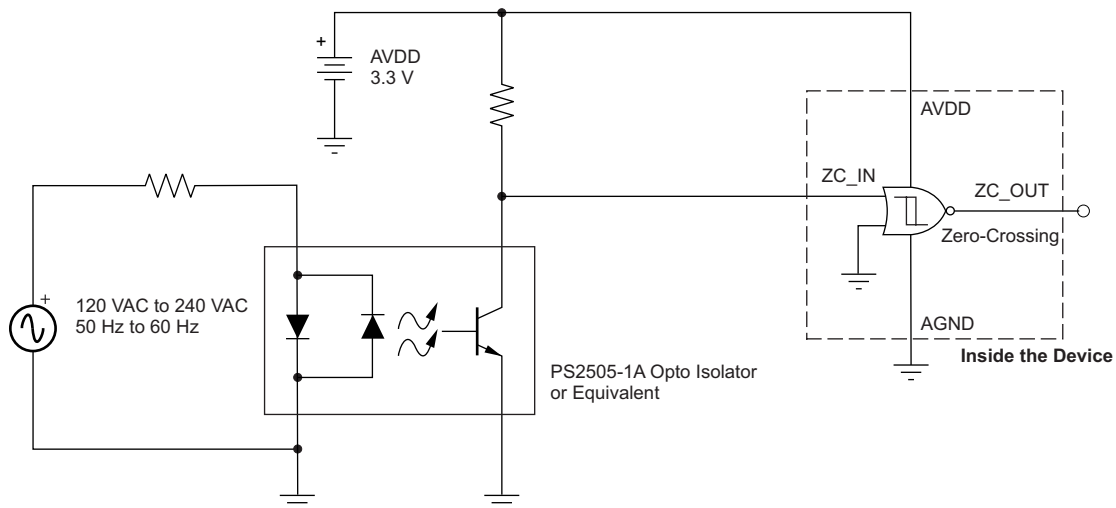 +
AVDD
3.3 V
AVDD
ZC_IN
ZC_OUT
Zero-Crossing
+
120 VAC to 240 VAC
50 Hz to 60 Hz
AGND
Inside the Device
PS2505-1A Opto Isolator
or Equivalent